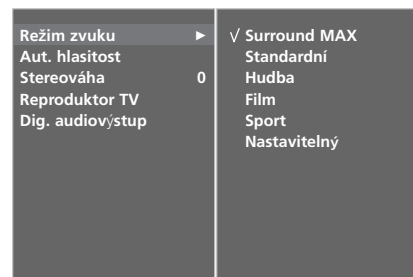 Režim zvuku ►
Aut. hlasitost
Stereováha 0
Reproduktor TV
Dig. audiovýstup
√ Surround MAX
Standardní
Hudba
Film
Sport
Nastavitelný